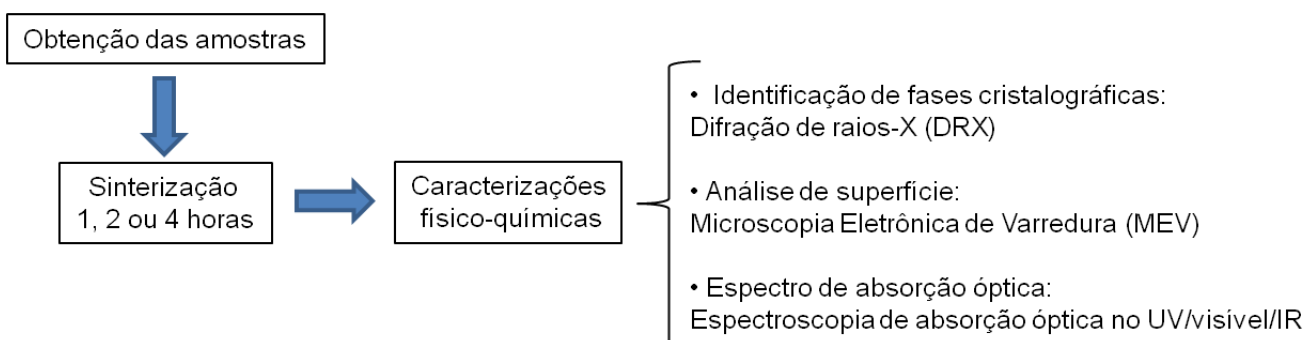 Obtenção das amostras
Sinterização
1, 2 ou 4 horas
Caracterizações
físico-químicas
• Identificação de fases cristalográficas:
Difração de raios-X (DRX)
• Análise de superfície:
Microscopia Eletrônica de Varredura (MEV)
• Espectro de absorção óptica:
Espectroscopia de absorção óptica no UV/visível/IR